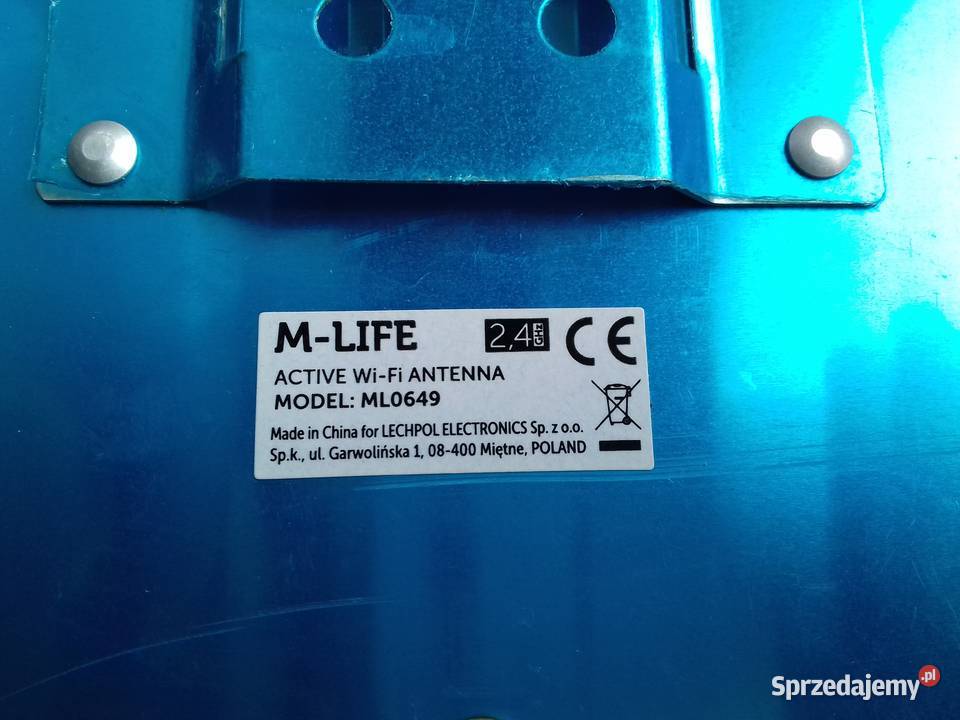 M-LIFE
2,4 GHz CE
ACTIVE Wi-Fi ANTENNA
MODEL: ML0649
Made in China for LECHPOL ELECTRONICS Sp. z o.o.
Sp.k., ul. Garwolińska 1, 08-400 Miętne, POLAND
Sprzedajemy.pl